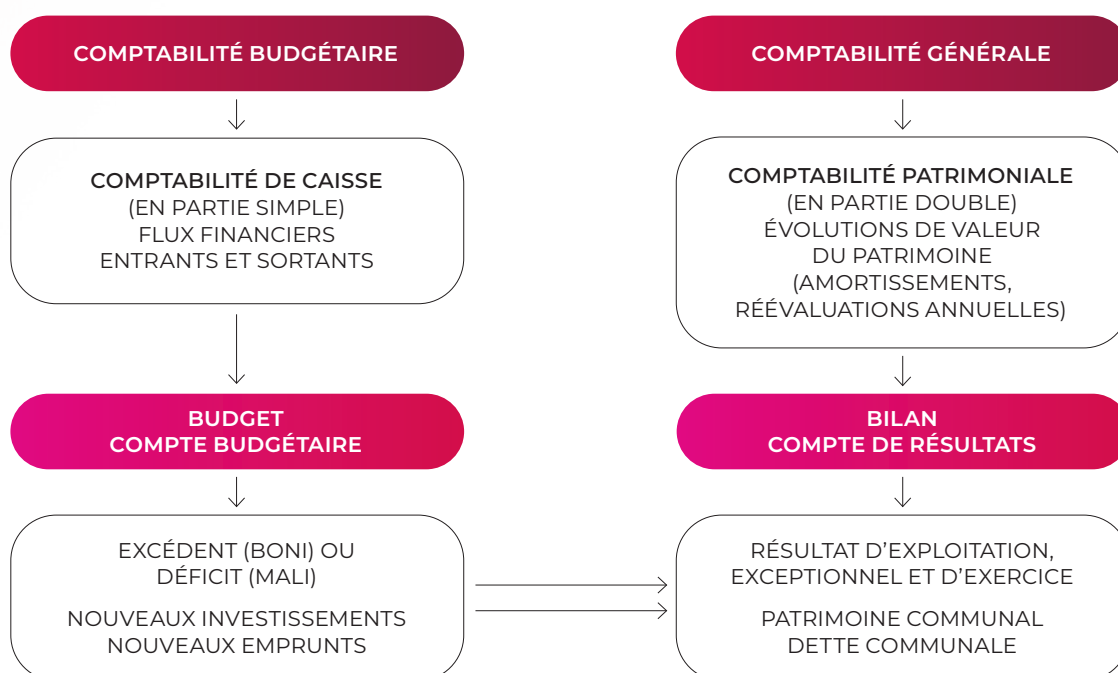 COMPTABILITÉ BUDGÉTAIRE
COMPTABILITÉ DE CAISSE
(EN PARTIE SIMPLE)
FLUX FINANCIERS
ENTRANTS ET SORTANTS
BUDGET
COMPTE BUDGÉTAIRE
EXCÉDENT (BONI) OU
DÉFICIT (MALI)
NOUVEAUX INVESTISSEMENTS
NOUVEAUX EMPRUNTS
COMPTABILITÉ GÉNÉRALE
COMPTABILITÉ PATRIMONIALE
(EN PARTIE DOUBLE)
ÉVOLUTIONS DE VALEUR
DU PATRIMOINE
(AMORTISSEMENTS,
RÉÉVALUATIONS ANNUELLES)
BILAN
COMPTE DE RÉSULTATS
RÉSULTAT D’EXPLOITATION,
EXCEPTIONNEL ET D’EXERCICE
PATRIMOINE COMMUNAL
DETTE COMMUNALE